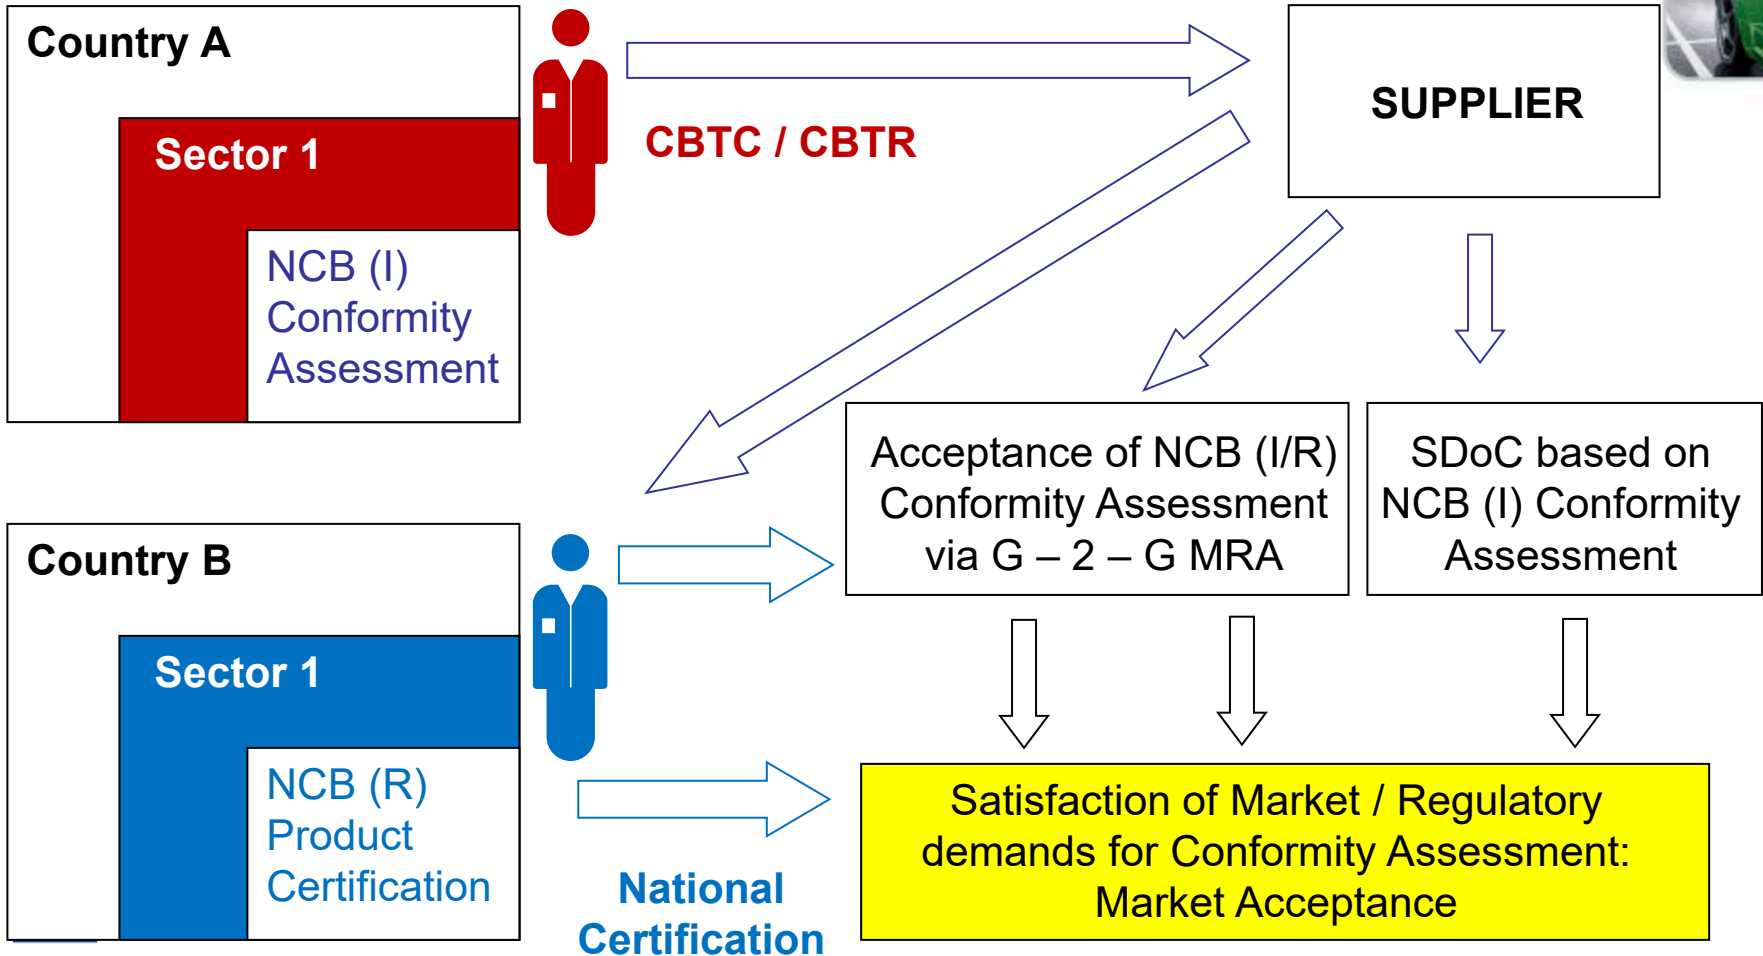 Country A
Sector 1
NCB (I)
Conformity
Assessment
CBTC / CBTR
SUPPLIER
Acceptance of NCB (I/R)
Conformity Assessment
via G – 2 – G MRA
SDoC based on
NCB (I) Conformity
Assessment
Country B
Sector 1
NCB (R)
Product
Certification
National
Certification
Satisfaction of Market / Regulatory
demands for Conformity Assessment:
Market Acceptance